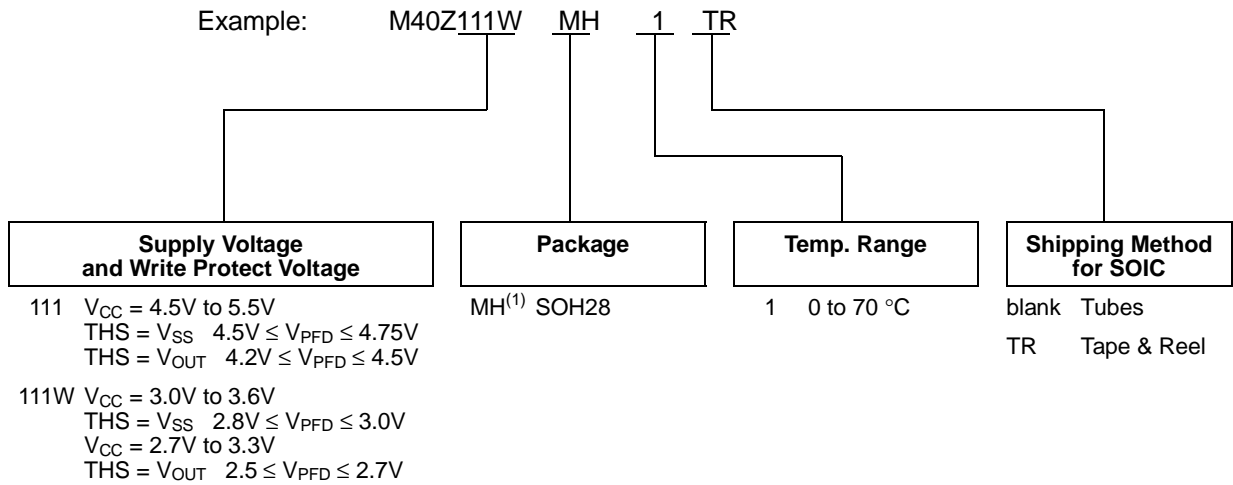 Example: M40Z111W MH 1 TR
Supply Voltage
and Write Protect Voltage
111 VCC = 4.5V to 5.5V
THS = VSS 4.5V ≤ VPFD ≤ 4.75V
THS = VOUT 4.2V ≤ VPFD ≤ 4.5V
111W VCC = 3.0V to 3.6V
THS = VSS 2.8V ≤ VPFD ≤ 3.0V
VCC = 2.7V to 3.3V
THS = VOUT 2.5 ≤ VPFD ≤ 2.7V
Package
MH(1) SOH28
Temp. Range
1 0 to 70 °C
Shipping Method
for SOIC
blank Tubes
TR Tape & Reel